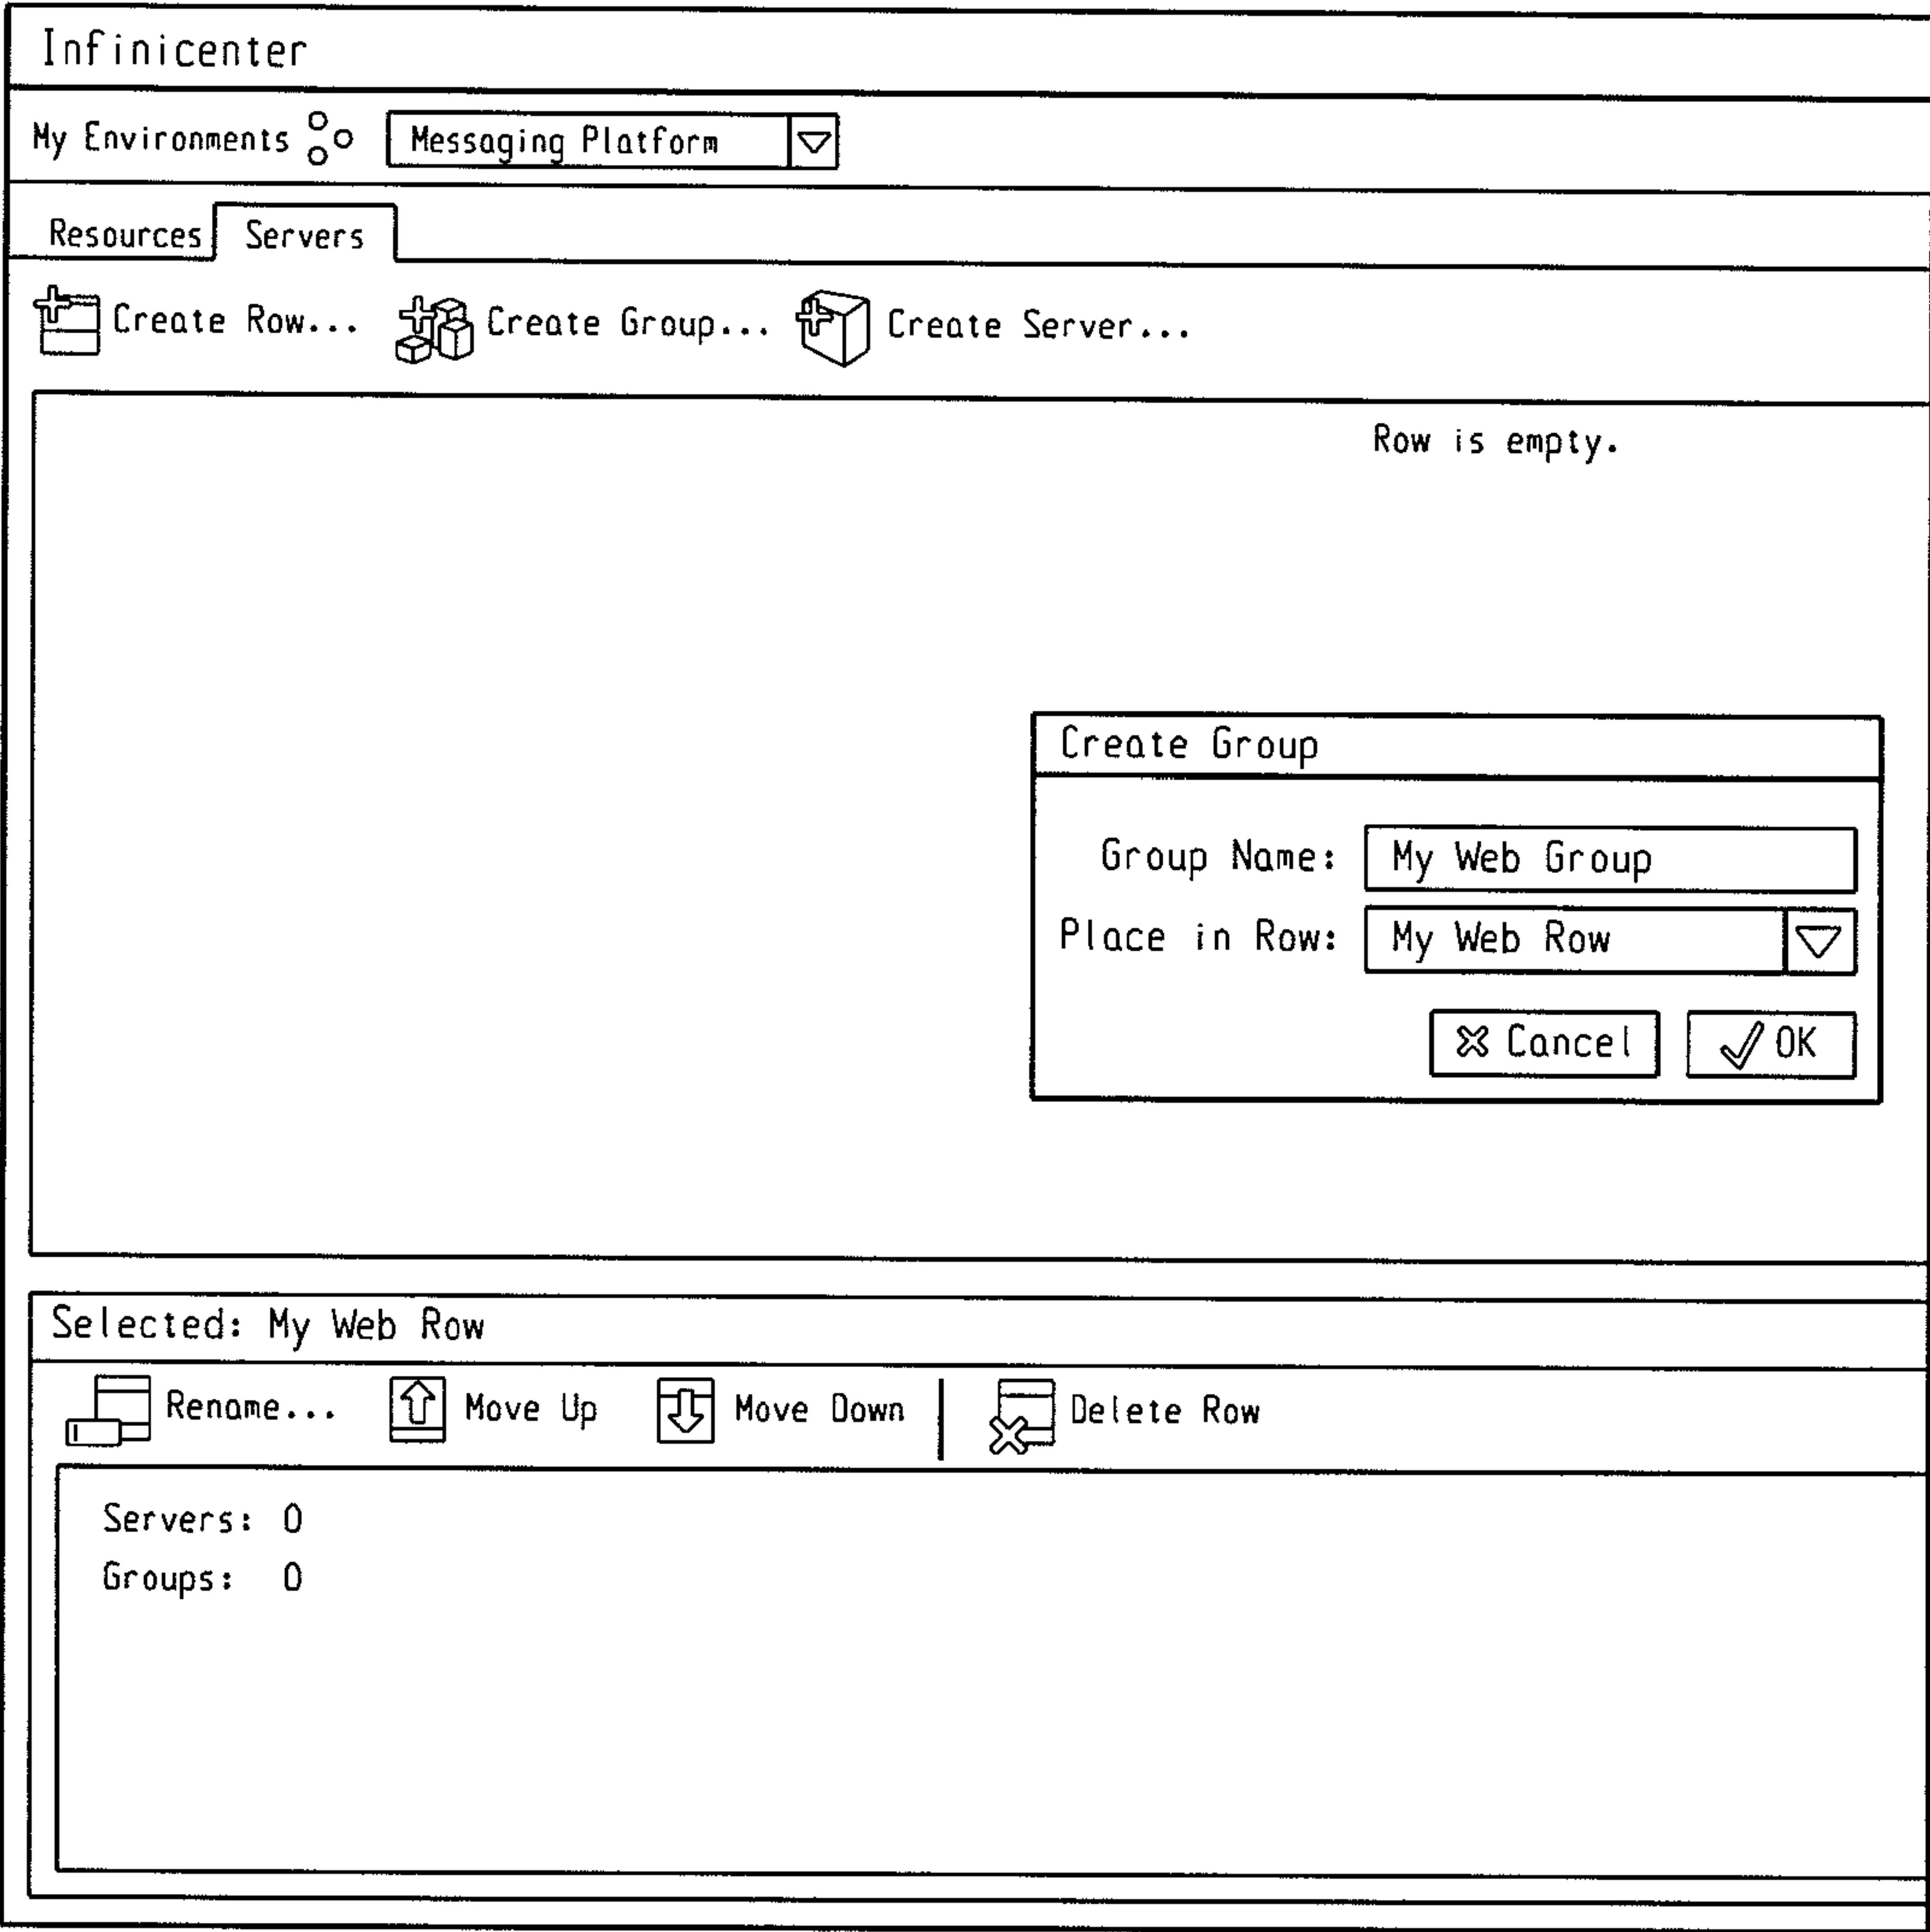 Infinicenter
My Environments Messaging Platform
Resources Servers
Create Row... Create Group... Create Server...
Row is empty.
Create Group
Group Name: My Web Group
Place in Row: My Web Row
Cancel OK
Selected: My Web Row
Rename... Move Up Move Down Delete Row
Servers: 0
Groups: 0